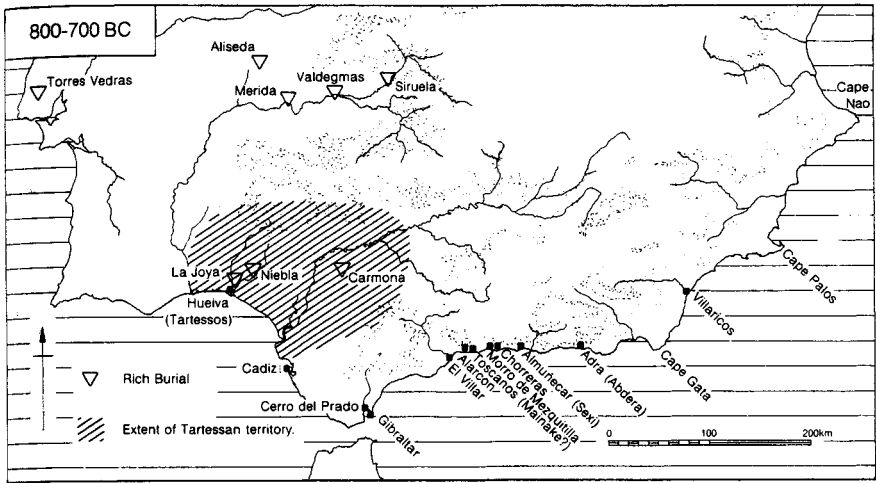 800-700 BC
Aliseda
Torres Vedras
Merida
Valdegmas
Siruela
Cape
Nao
La Joya
Niebla
Carmona
Huelva
(Tartessos)
Cape Palos
Villaricos
Cadiz
Cape Gata
Adra (Abdera)
Almuñecar (Sexi)
Chorreras
Morro de Mezquitilla
Toscanos (Mainake?)
Alarcon
El Villar
Cerro del Prado
Gibraltar
Rich Burial
Extent of Tartessan territory.
0 100 200km